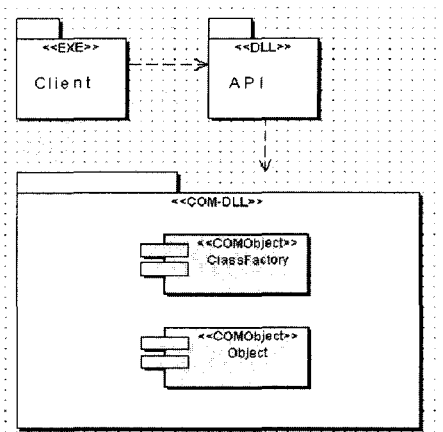 <<EXE>>
Client
<<DLL>>
API
<<COM-DLL>>
<<COMObject>>
ClassFactory
<<COMObject>>
Object